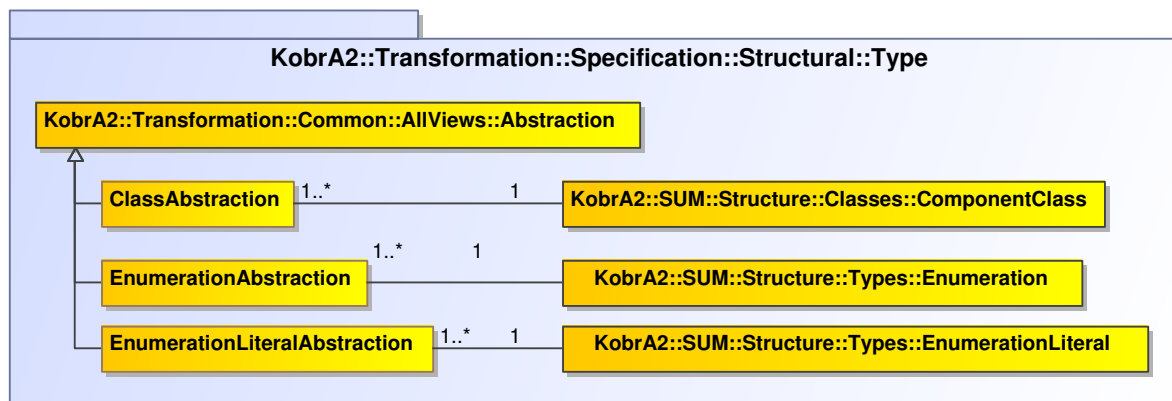 KobrA2::Transformation::Specification::Structural::Type
KobrA2::Transformation::Common::AllViews::Abstraction
ClassAbstraction 1..* 1 KobrA2::SUM::Structure::Classes::ComponentClass
1..* 1
EnumerationAbstraction KobrA2::SUM::Structure::Types::Enumeration
EnumerationLiteralAbstraction 1..* 1 KobrA2::SUM::Structure::Types::EnumerationLiteral